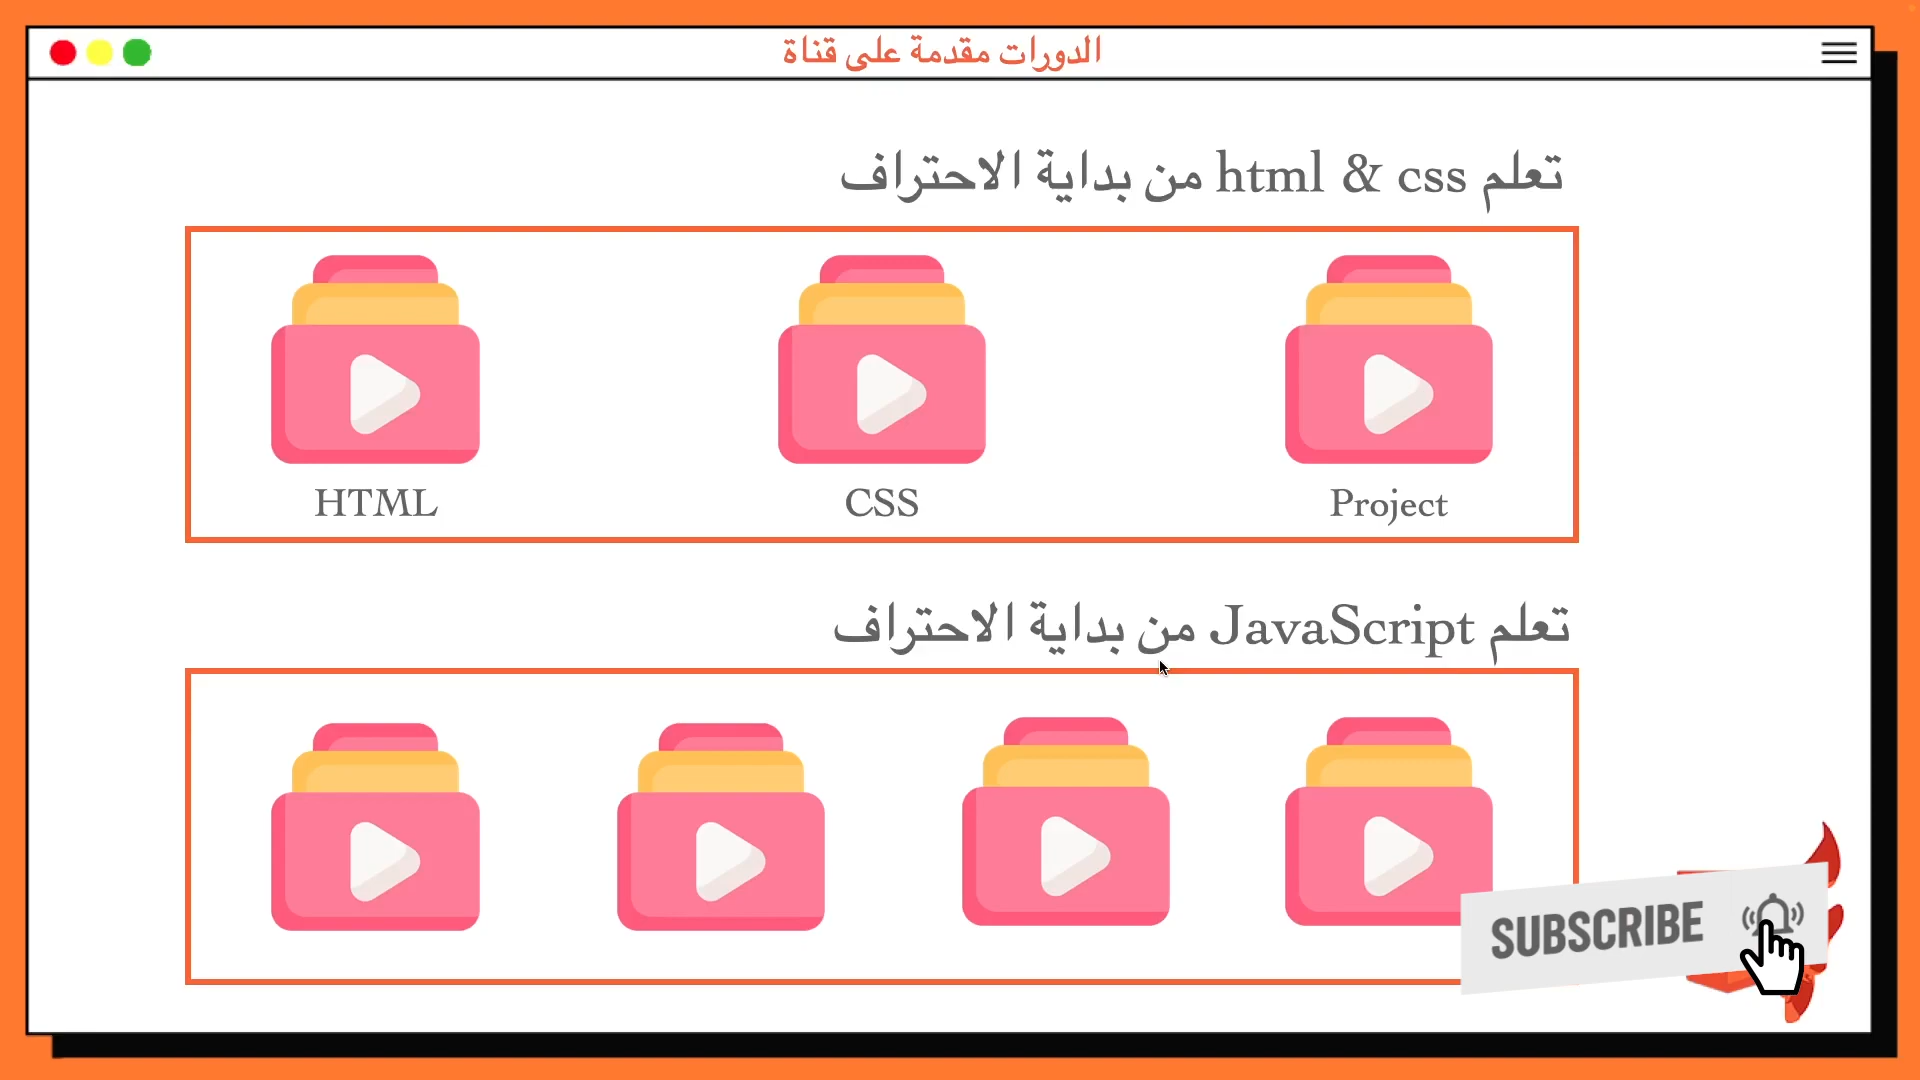 الدورات مقدمة على قناة
تعلم html & css من بداية الاحتراف
HTML
CSS
Project
تعلم JavaScript من بداية الاحتراف
SUBSCRIBE